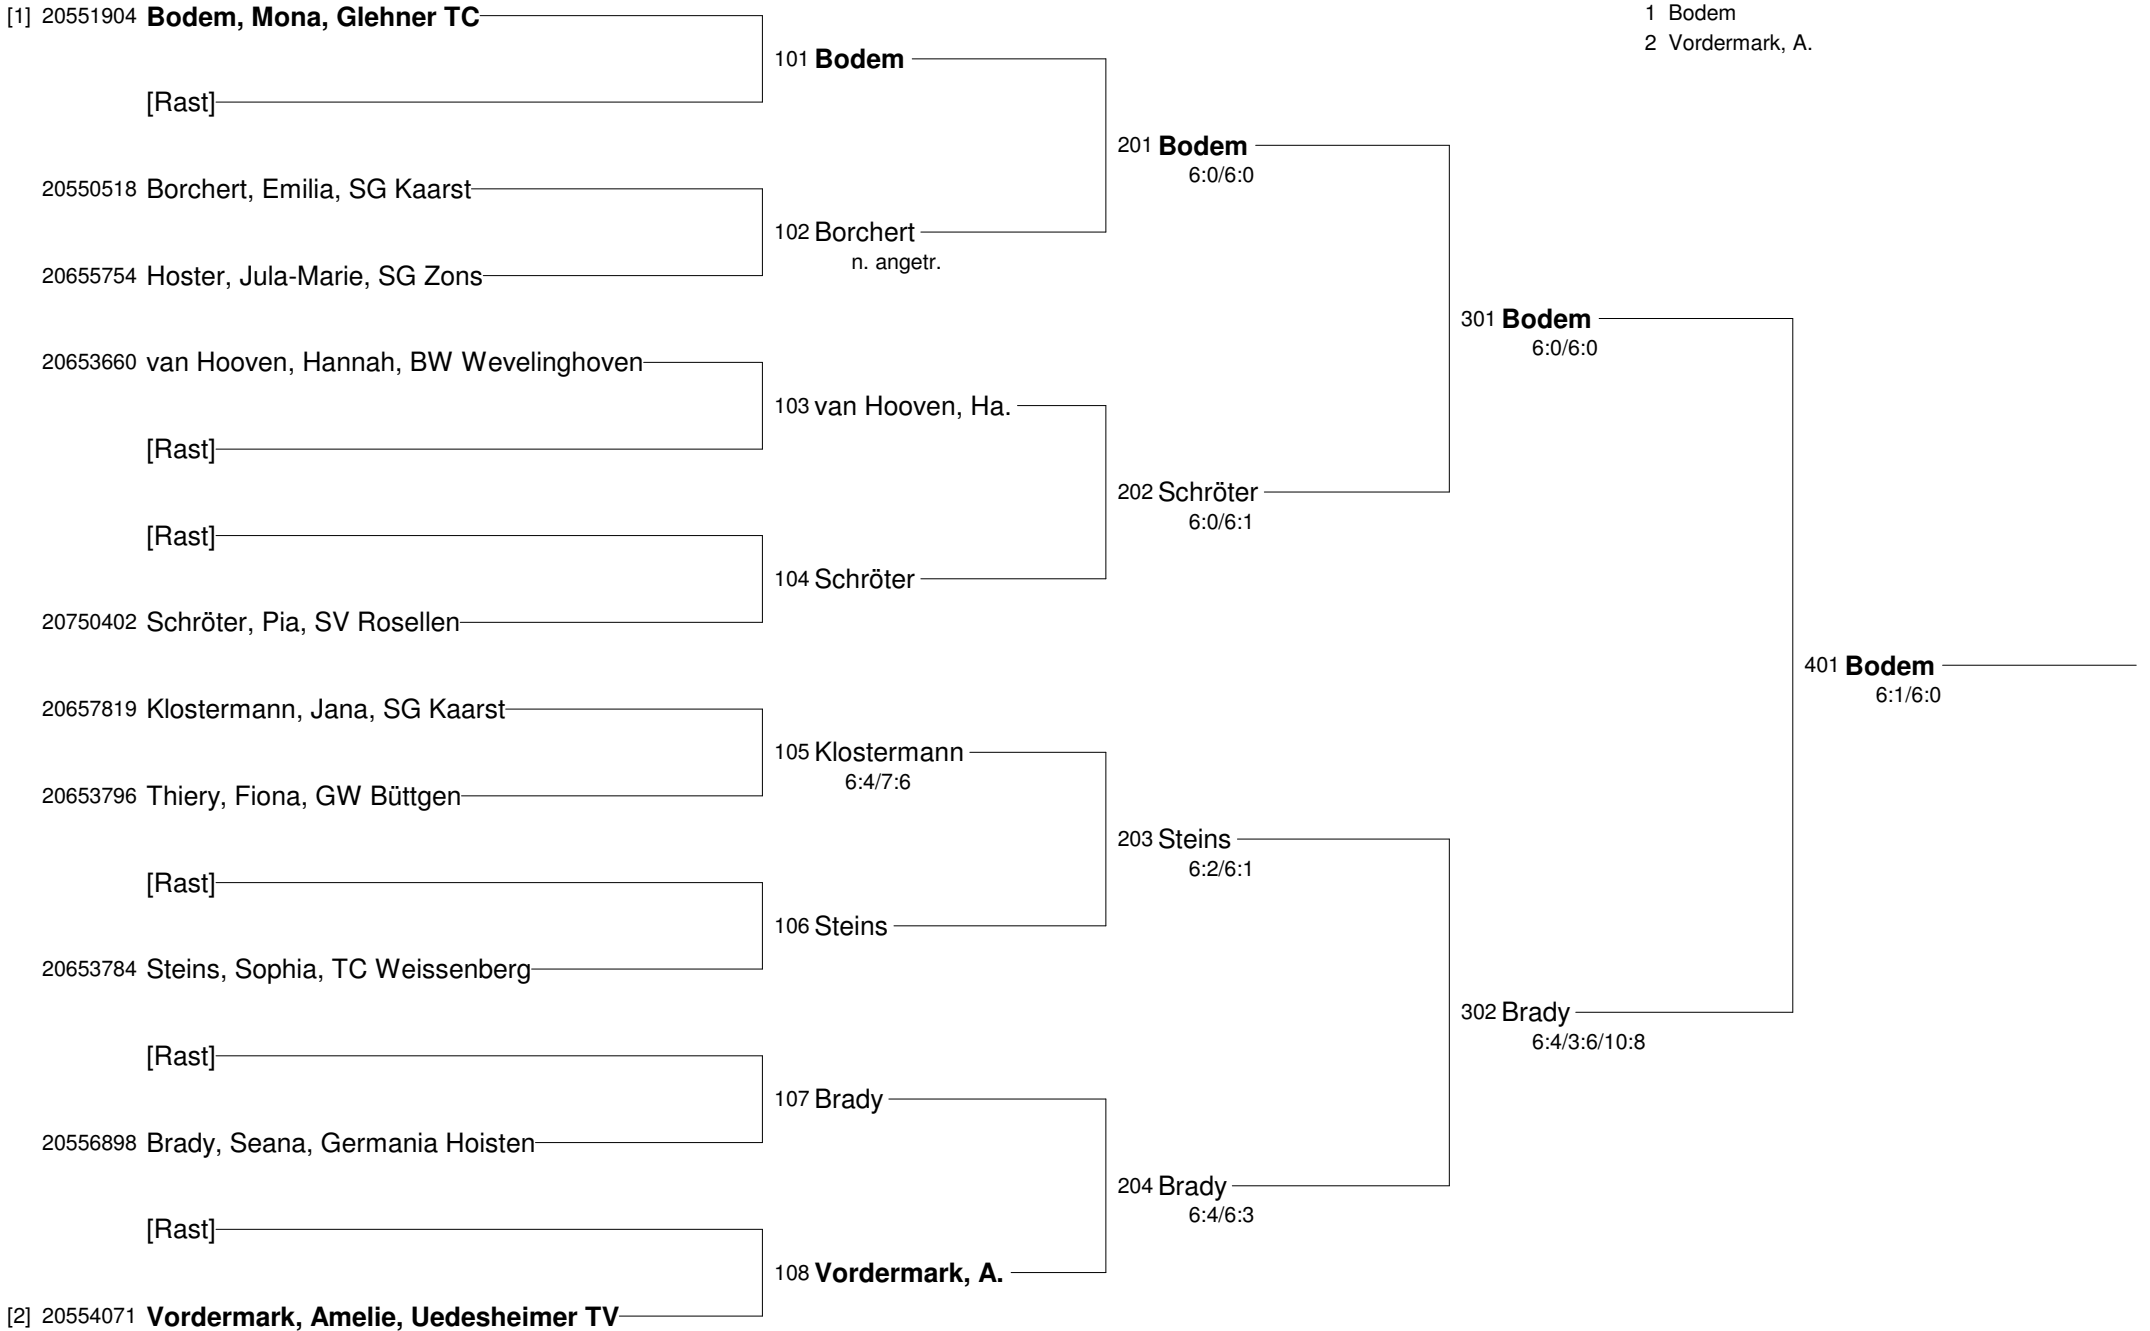 [1] 20551904 Bodem, Mona, Glehner TC
1 Bodem
2 Vordermark, A.
101 Bodem
[Rast]
201 Bodem
6:0/6:0
20550518 Borchert, Emilia, SG Kaarst
102 Borchert
n. angetr.
20655754 Hoster, Jula-Marie, SG Zons
301 Bodem
6:0/6:0
20653660 van Hooven, Hannah, BW Wevelinghoven
103 van Hooven, Ha.
[Rast]
202 Schröter
6:0/6:1
[Rast]
104 Schröter
20750402 Schröter, Pia, SV Rosellen
401 Bodem
6:1/6:0
20657819 Klostermann, Jana, SG Kaarst
105 Klostermann
6:4/7:6
20653796 Thiery, Fiona, GW Büttgen
203 Steins
6:2/6:1
[Rast]
106 Steins
20653784 Steins, Sophia, TC Weissenberg
302 Brady
6:4/3:6/10:8
[Rast]
107 Brady
20556898 Brady, Seana, Germania Hoisten
204 Brady
6:4/6:3
[Rast]
108 Vordermark, A.
[2] 20554071 Vordermark, Amelie, Uedesheimer TV